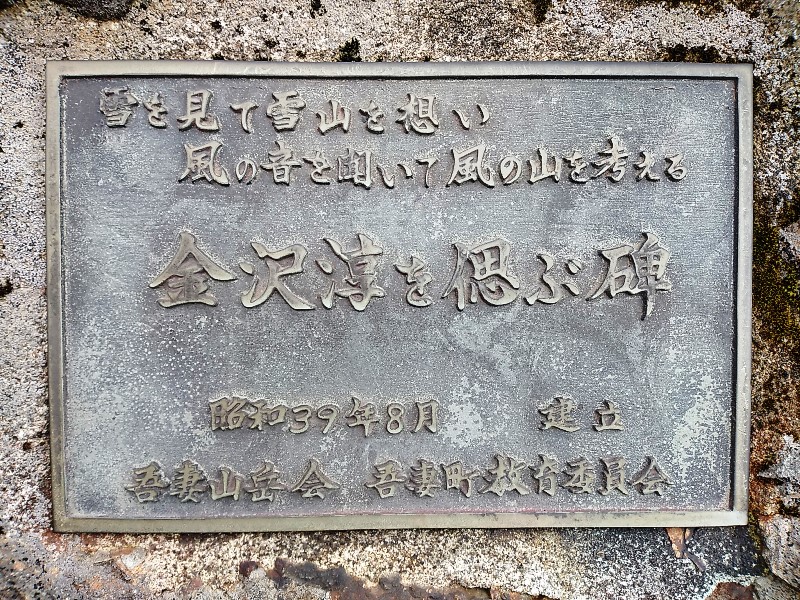 雪を見て雪山を想い
風の音を聞いて風の山を考える
金沢淳を偲ぶ碑
昭和39年8月 建立
吾妻山岳会 吾妻町教育委員会